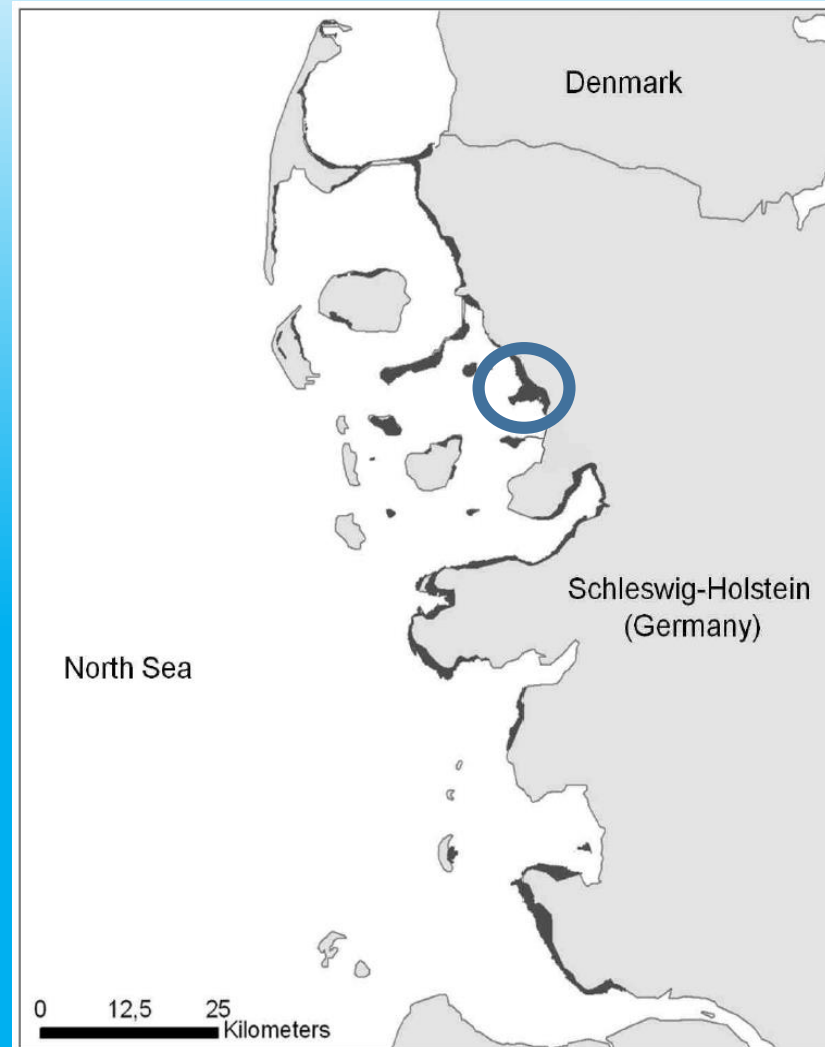 Denmark
Schleswig-Holstein
(Germany)
North Sea
0 12,5 25
Kilometers